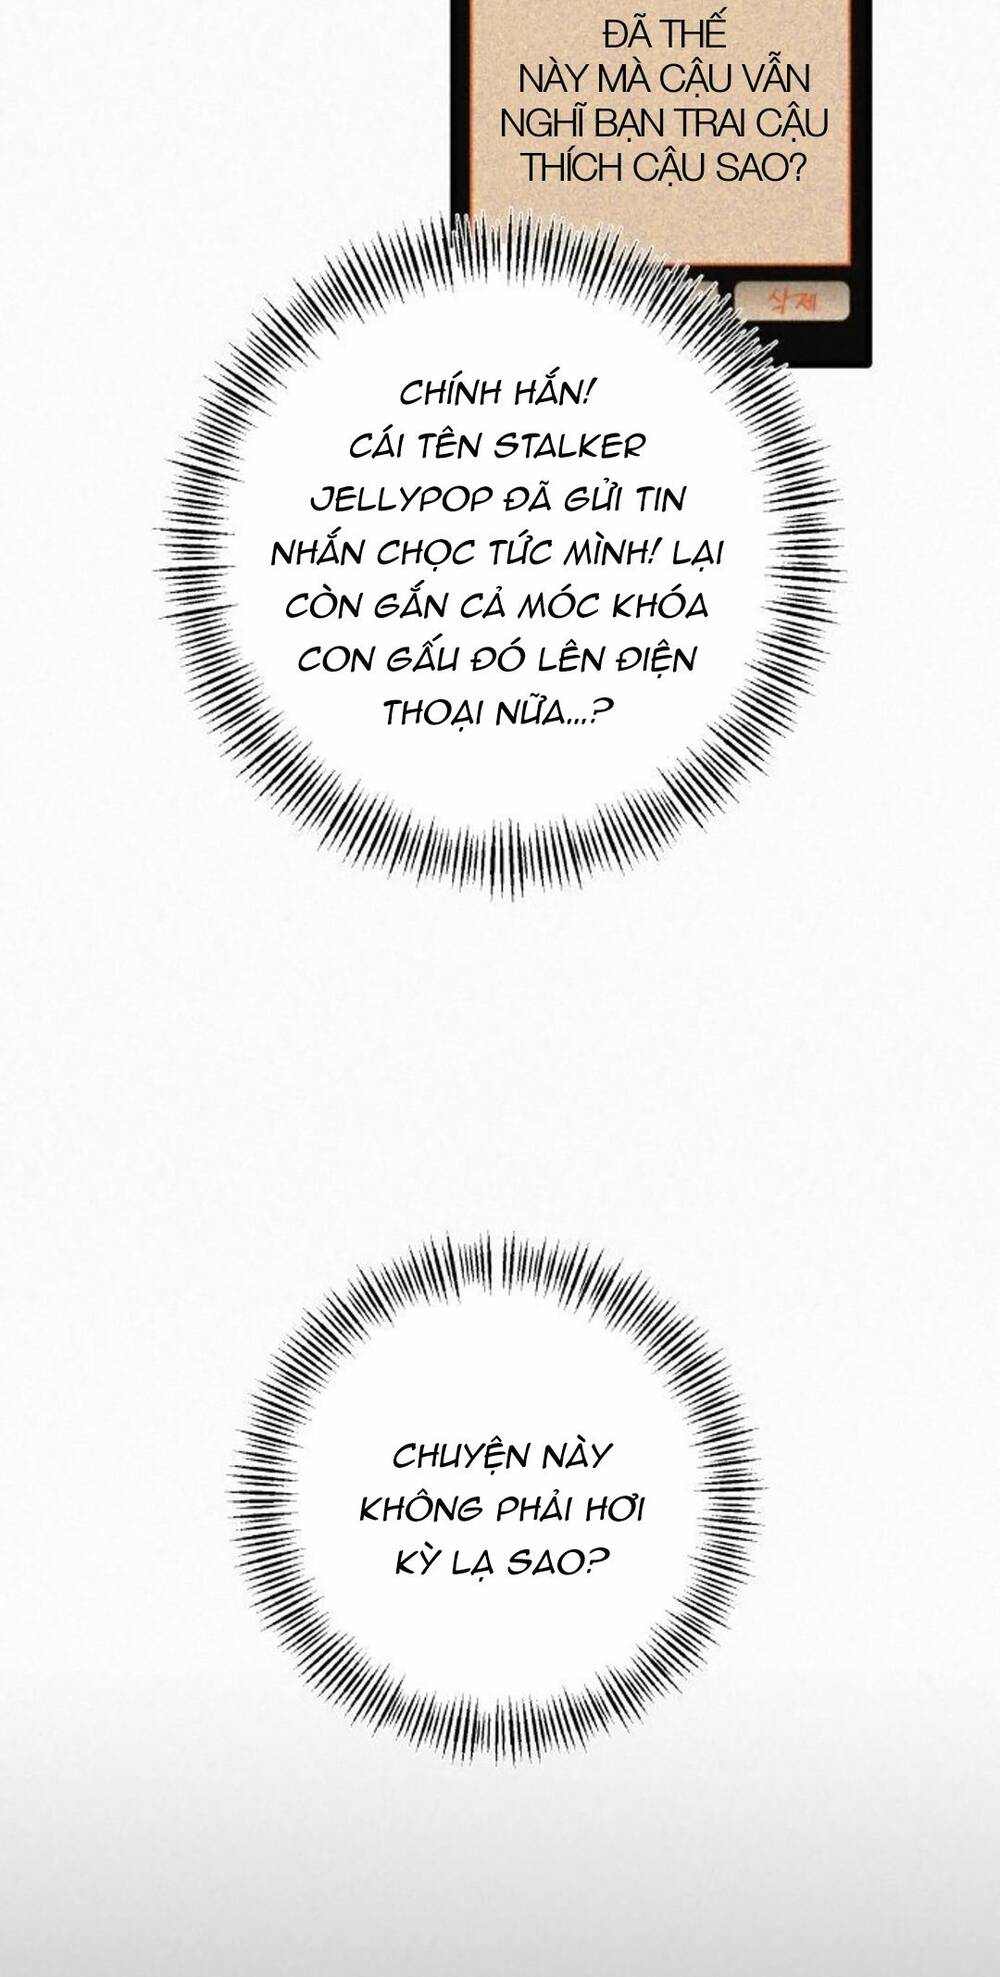 ĐÃ THẾ
NÀY MÀ CẬU VẪN
NGHĨ BẠN TRAI CẬU
THÍCH CẬU SAO?
삭제
CHÍNH HẮN!
CÁI TÊN STALKER
JELLYPOP ĐÃ GỬI TIN
NHẮN CHỌC TỨC MÌNH! LẠI
CÒN GẮN CẢ MÓC KHÓA
CON GẤU ĐÓ LÊN ĐIỆN
THOẠI NỮA...?
CHUYỆN NÀY
KHÔNG PHẢI HƠI
KỲ LẠ SAO?